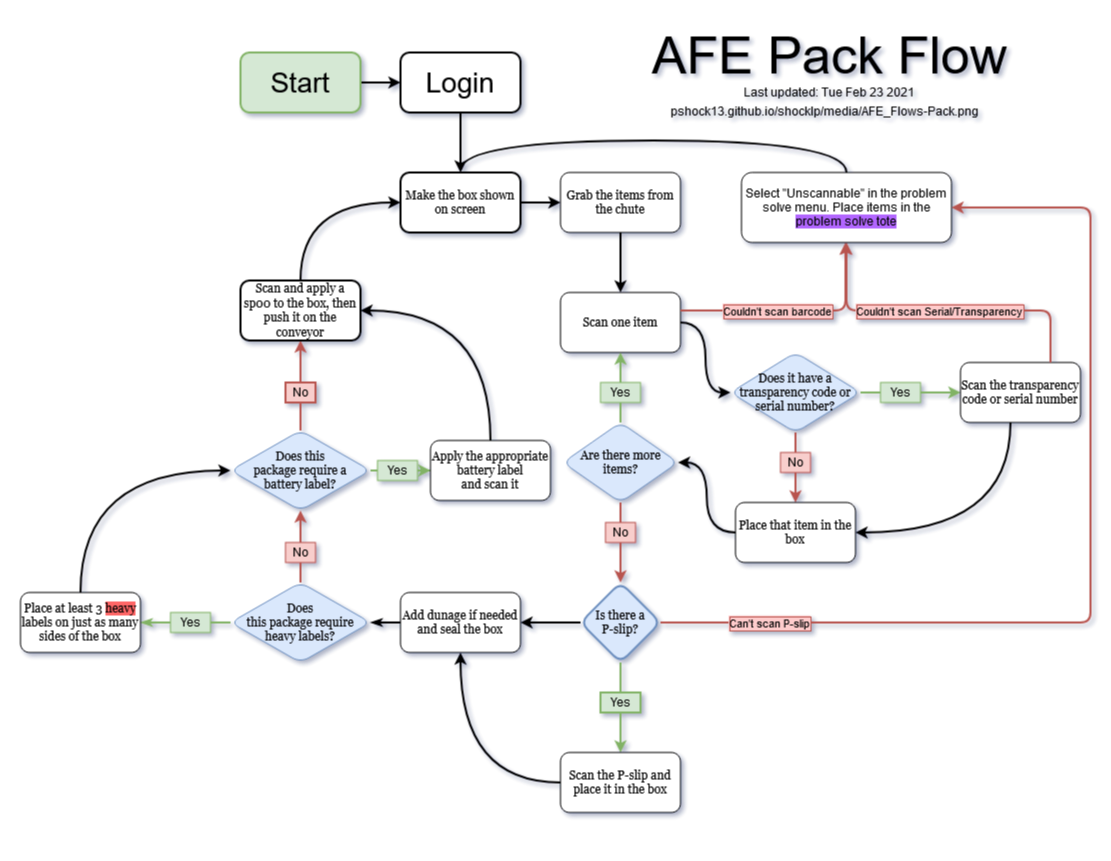 AFE Pack Flow
Last updated: Tue Feb 23 2021
pshock13.github.io/shocklp/media/AFE_Flows-Pack.png
Start
Login
Make the box shown
on screen
Grab the items from
the chute
Select "Unscannable" in the problem
solve menu. Place items in the
problem solve tote
Scan and apply a
spoo to the box, then
push it on the
conveyor
Scan one item
Couldn't scan barcode
Couldn't scan Serial/Transparency
No
Yes
Does it have a
transparency code or
serial number?
Yes
Scan the transparency
code or serial number
Does this
package require a
battery label?
Yes
Apply the appropriate
battery label
and scan it
Are there more
items?
No
No
No
Place that item in the
box
Place at least 3 heavy
labels on just as many
sides of the box
Yes
Does
this package require
heavy labels?
Add dunage if needed
and seal the box
Is there a
P-slip?
Can't scan P-slip
Yes
Scan the P-slip and
place it in the box